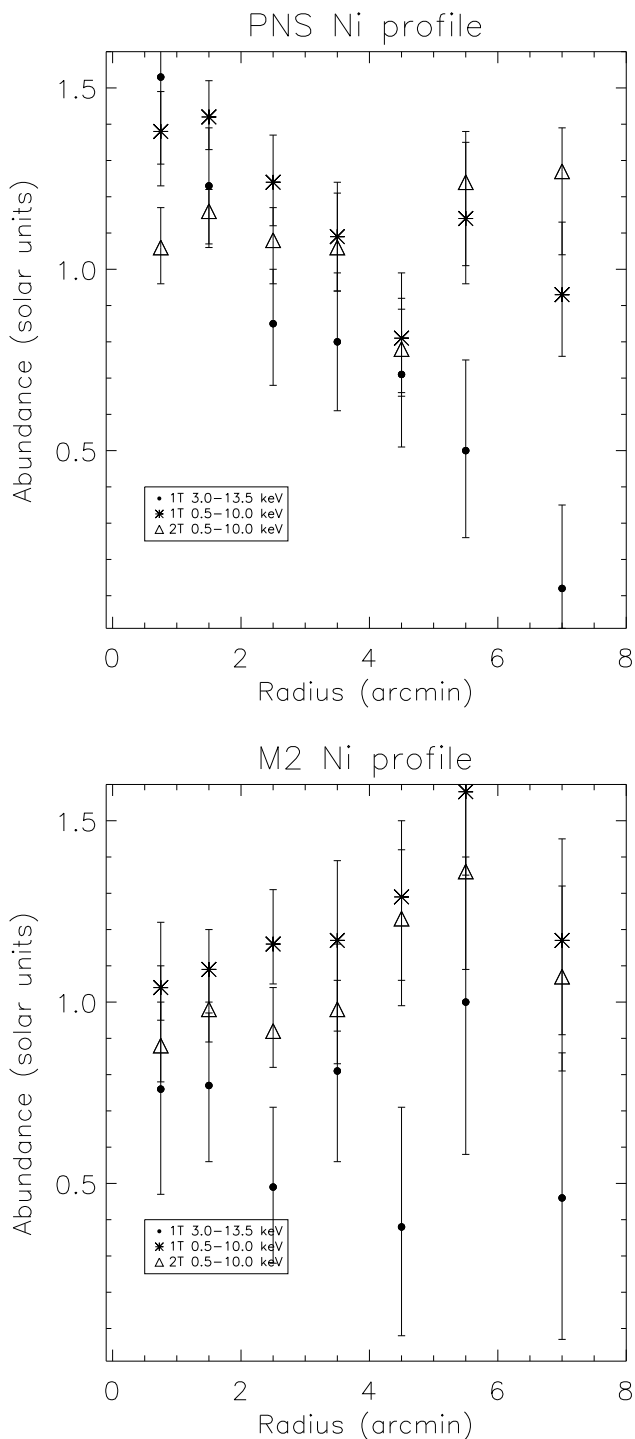 PNS Ni profile
Abundance (solar units)
1.5
1.0
0.5
1T 3.0−13.5 keV
1T 0.5−10.0 keV
2T 0.5−10.0 keV
0 2 4 6 8
Radius (arcmin)
M2 Ni profile
Abundance (solar units)
1.5
1.0
0.5
1T 3.0−13.5 keV
1T 0.5−10.0 keV
2T 0.5−10.0 keV
0 2 4 6 8
Radius (arcmin)